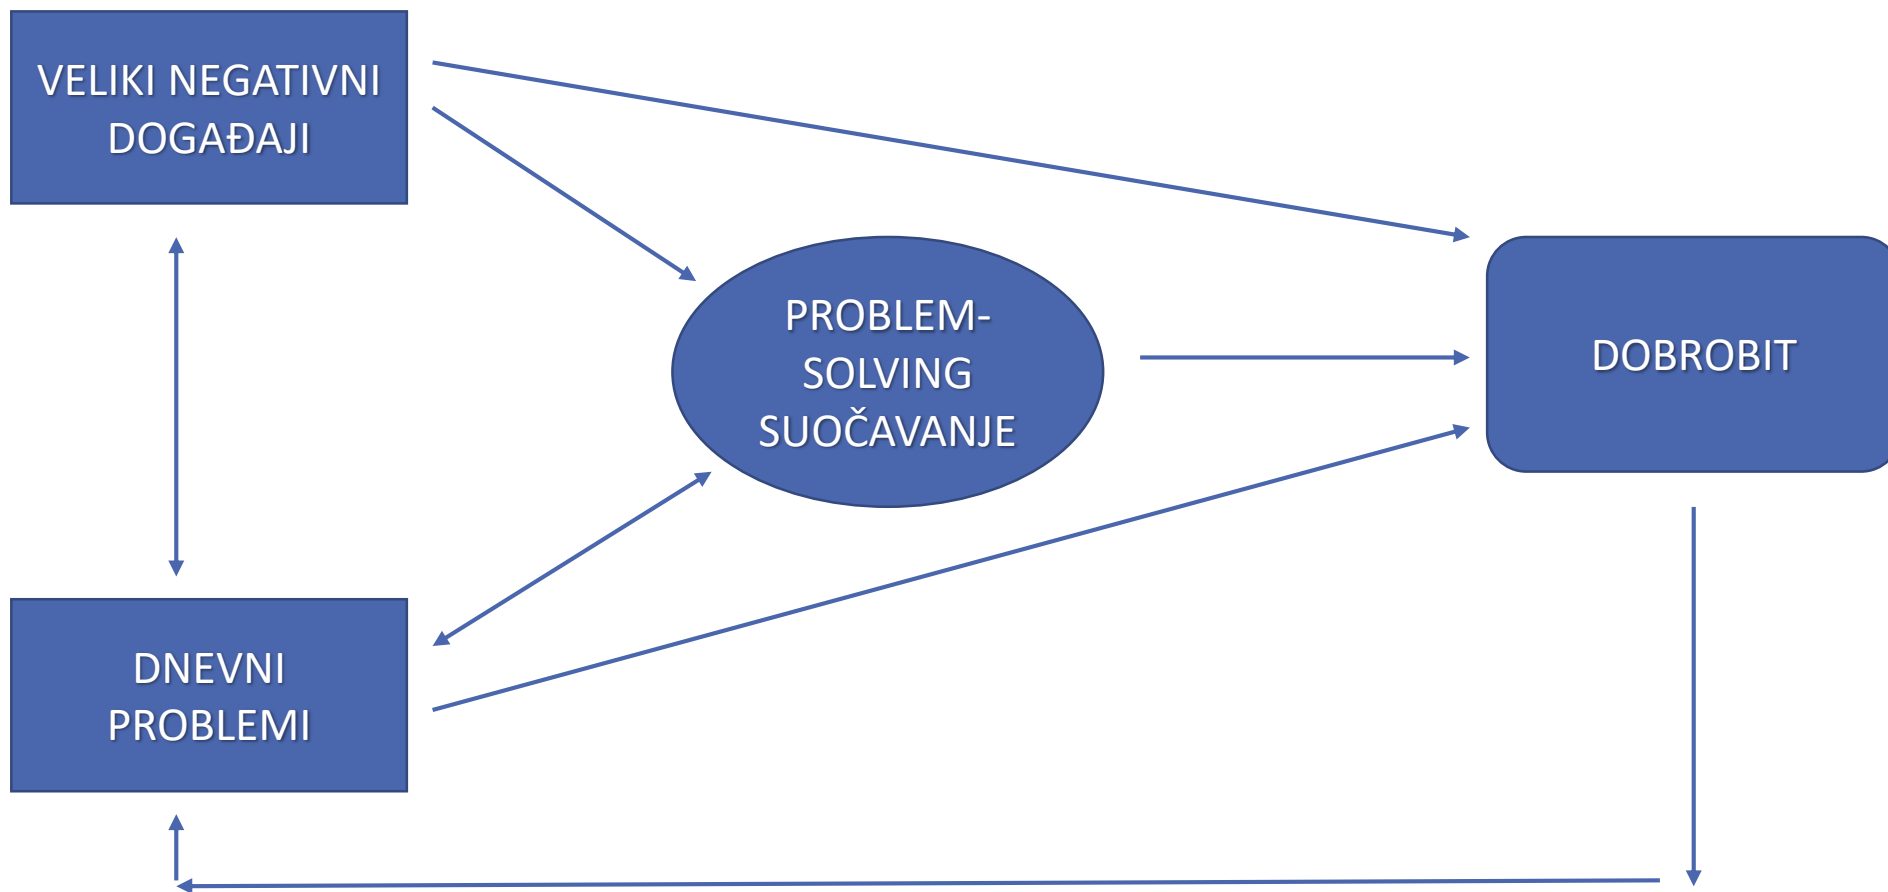 VELIKI NEGATIVNI
DOGAĐAJI
PROBLEM-
SOLVING
SUOČAVANJE
DOBROBIT
DNEVNI
PROBLEMI